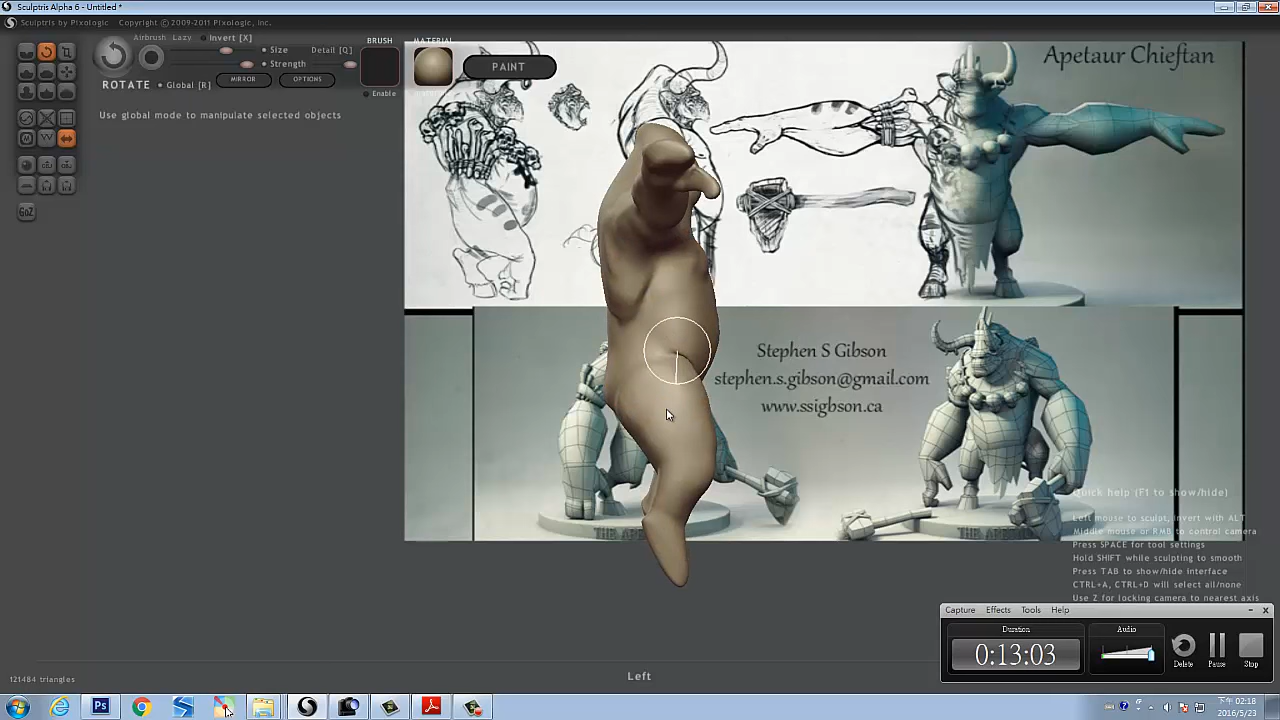 Sculptris Alpha 6 - Untitled *
Sculptris by Pixologic Copyright © 2009-2011 Pixologic, Inc.
Airbrush Lazy Invert [X]
Size Detail [Q]
Strength
ROTATE Global [R] MIRROR OPTIONS
BRUSH
Enable
MATERIAL
PAINT
Use global mode to manipulate selected objects
GoZ
Apetaur Chieftan
Stephen S Gibson
stephen.s.gibson@gmail.com
www.ssigbson.ca
Quick help (F1 to show/hide)
Left mouse to sculpt, invert with ALT
Middle mouse or RMB to control camera
Press SPACE for tool settings
Hold SHIFT while sculpting to smooth
Press TAB to show/hide interface
CTRL+A, CTRL+D will select all/none
Use Z for locking camera to nearest axis
Capture Effects Tools Help
Duration
0:13:03
Audio
Delete
Pause
Stop
Left
121484 triangles
Ps
下午 02:18
2016/5/23